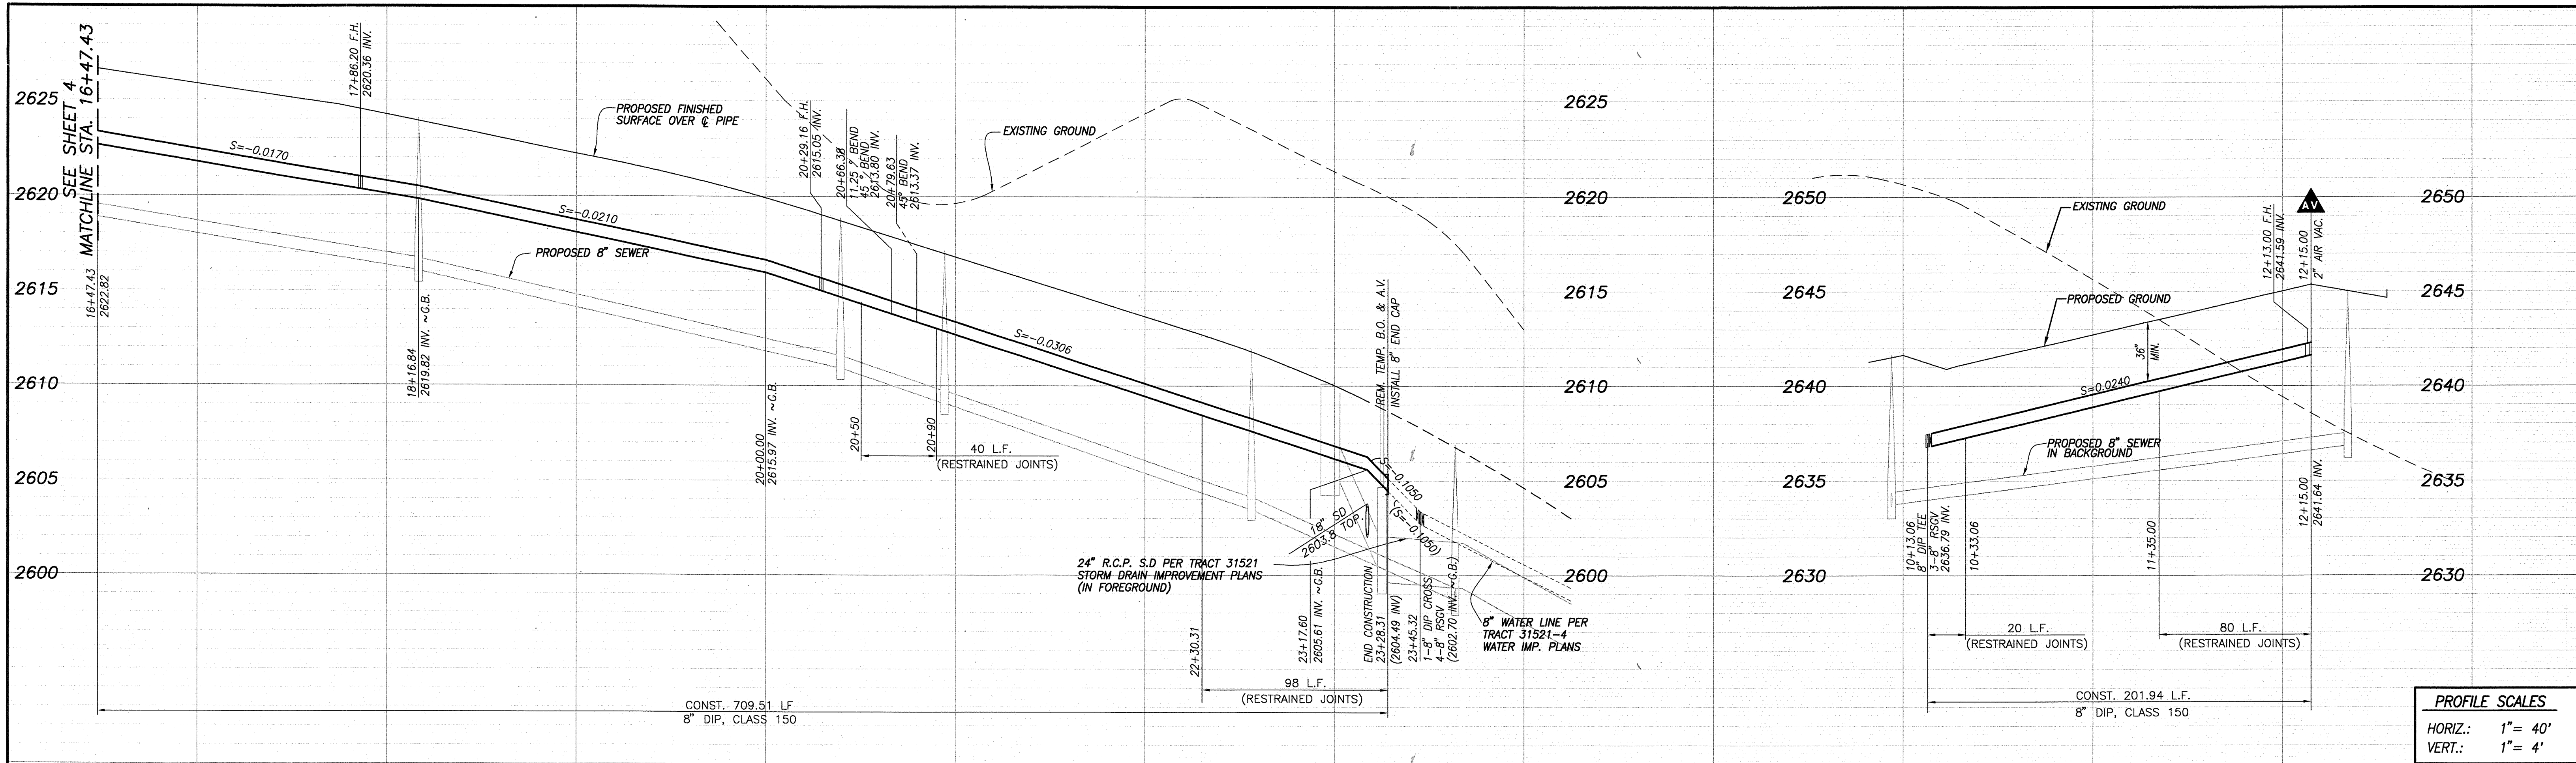 SEE SHEET 4
MATCHLINE STA. 16+47.43
2625
2620
2615
2610
2605
2600
16+47.43
2622.82
S=-0.0170
17+86.20 F.H.
2620.36 INV.
18+16.84
2619.82 INV. ~G.B.
S=-0.0210
PROPOSED 8" SEWER
PROPOSED FINISHED
SURFACE OVER ℄ PIPE
20+00.00
2615.97 INV. ~G.B.
20+29.16 F.H.
2615.05 INV.
20+66.38
11.25° BEND
45° BEND
2613.80 INV.
20+79.63
45° BEND
2613.37 INV.
EXISTING GROUND
20+50
20+90
40 L.F.
(RESTRAINED JOINTS)
S=-0.0306
REM. TEMP. B.O. & A.V.
INSTALL 8" END CAP
S=-0.1050
(S=-0.1050)
18" SD
2603.8 TOP.
24" R.C.P. S.D PER TRACT 31521
STORM DRAIN IMPROVEMENT PLANS
(IN FOREGROUND)
22+30.31
23+17.60
2605.61 INV. ~G.B.
END CONSTRUCTION
23+28.31
(2604.49 INV)
23+45.32
1-8" DIP CROSS
4-8" RSGV
(2602.70 INV. ~G.B.)
8" WATER LINE PER
TRACT 31521-4
WATER IMP. PLANS
98 L.F.
(RESTRAINED JOINTS)
CONST. 709.51 LF
8" DIP, CLASS 150
2625
2620
2615
2610
2605
2600
2650
2645
2640
2635
2630
EXISTING GROUND
PROPOSED GROUND
36"
MIN.
S=0.0240
PROPOSED 8" SEWER
IN BACKGROUND
12+13.00 F.H.
2641.59 INV.
AV
12+15.00
2" AIR VAC.
10+13.06
8" DIP TEE
3-8" RSGV
2636.79 INV.
10+33.06
11+35.00
12+15.00
2641.64 INV.
20 L.F.
(RESTRAINED JOINTS)
80 L.F.
(RESTRAINED JOINTS)
CONST. 201.94 L.F.
8" DIP, CLASS 150
2650
2645
2640
2635
2630
PROFILE SCALES
HORIZ.: 1"= 40'
VERT.: 1"= 4'